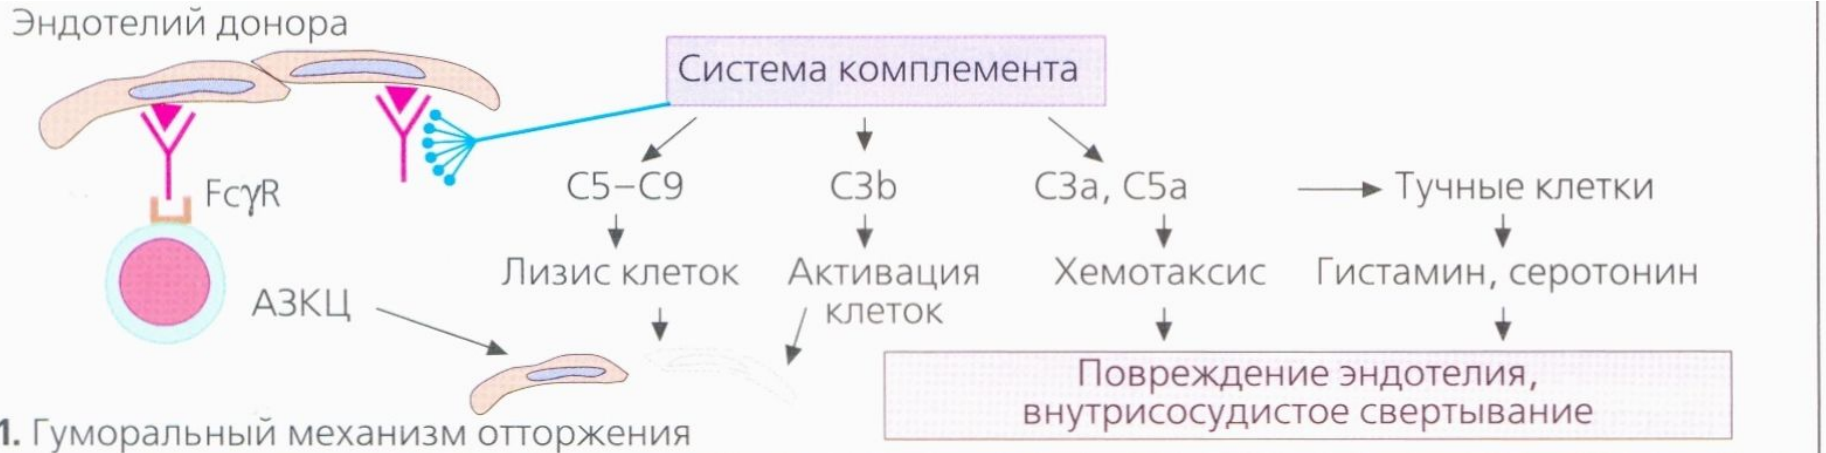 Эндотелий донора
Система комплемента
FcγR
C5–C9
C3b
C3a, C5a
Тучные клетки
АЗКЦ
Лизис клеток
Активация
клеток
Хемотаксис
Гистамин, серотонин
Повреждение эндотелия,
внутрисосудистое свертывание
1. Гуморальный механизм отторжения